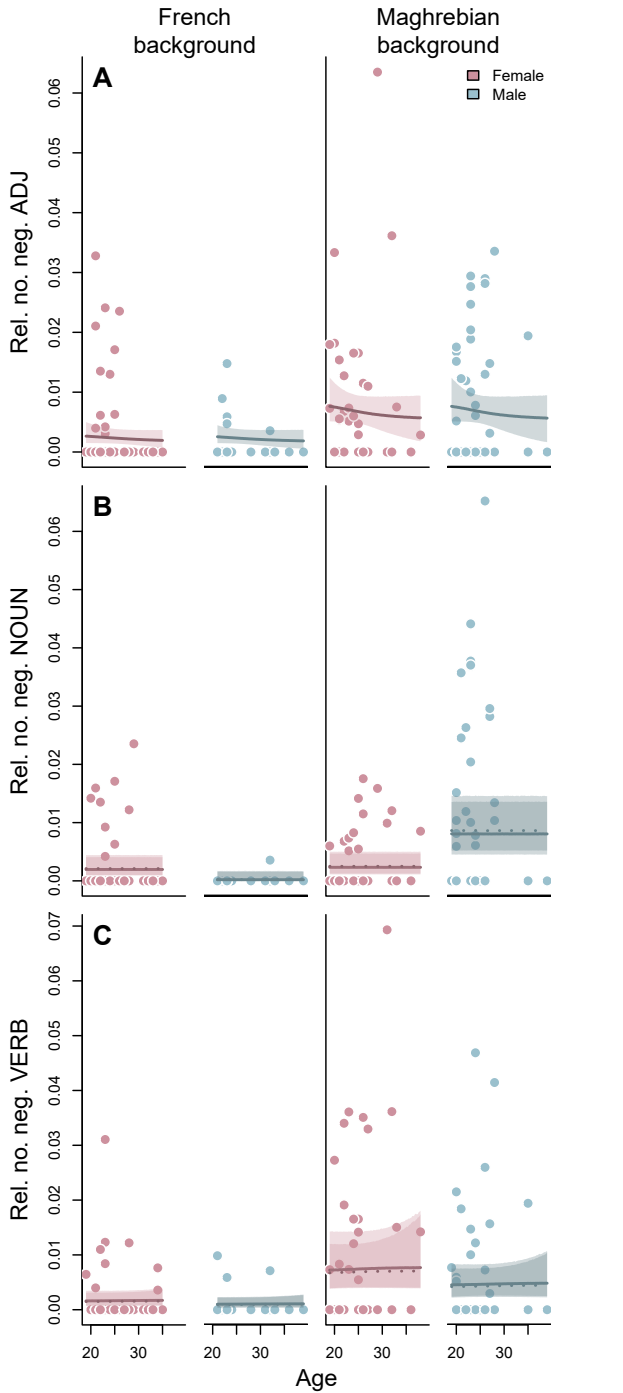 French Maghrebian
background background
A
Female
Male
Rel. no. neg. ADJ
0.06
0.05
0.04
0.03
0.02
0.01
0.00
B
Rel. no. neg. NOUN
0.06
0.05
0.04
0.03
0.02
0.01
0.00
C
Rel. no. neg. VERB
0.07
0.06
0.05
0.04
0.03
0.02
0.01
0.00
20 30 20 30 20 30 20 30
Age